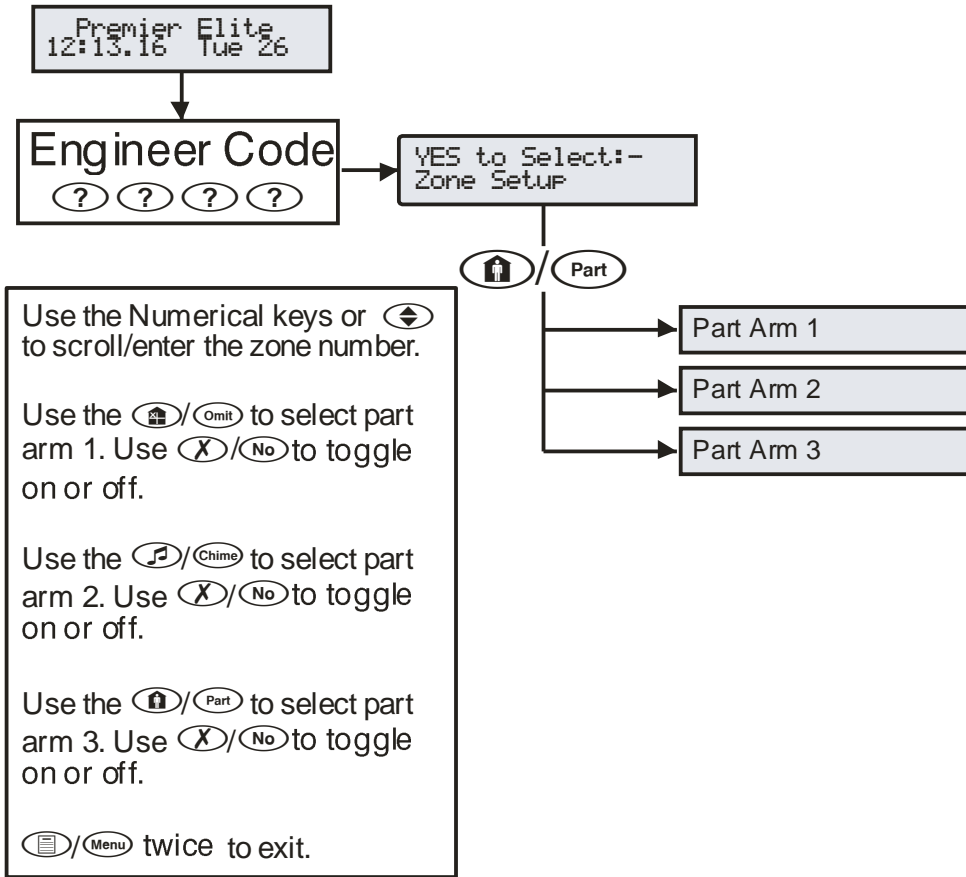 Premier Elite
12:13.16 Tue 26
Engineer Code
? ? ? ?
YES to Select:-
Zone Setup
/ Part
Part Arm 1
Part Arm 2
Part Arm 3
Use the Numerical keys or
to scroll/enter the zone number.
Use the / Omit to select part
arm 1. Use X / No to toggle
on or off.
Use the / Chime to select part
arm 2. Use X / No to toggle
on or off.
Use the / Part to select part
arm 3. Use X / No to toggle
on or off.
/ Menu twice to exit.